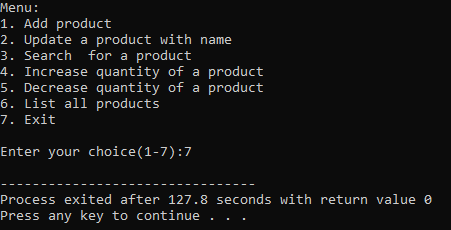 Menu:
1. Add product
2. Update a product with name
3. Search  for a product
4. Increase quantity of a product
5. Decrease quantity of a product
6. List all products
7. Exit
Enter your choice(1-7):7
--------------------------------
Process exited after 127.8 seconds with return value 0
Press any key to continue . . .